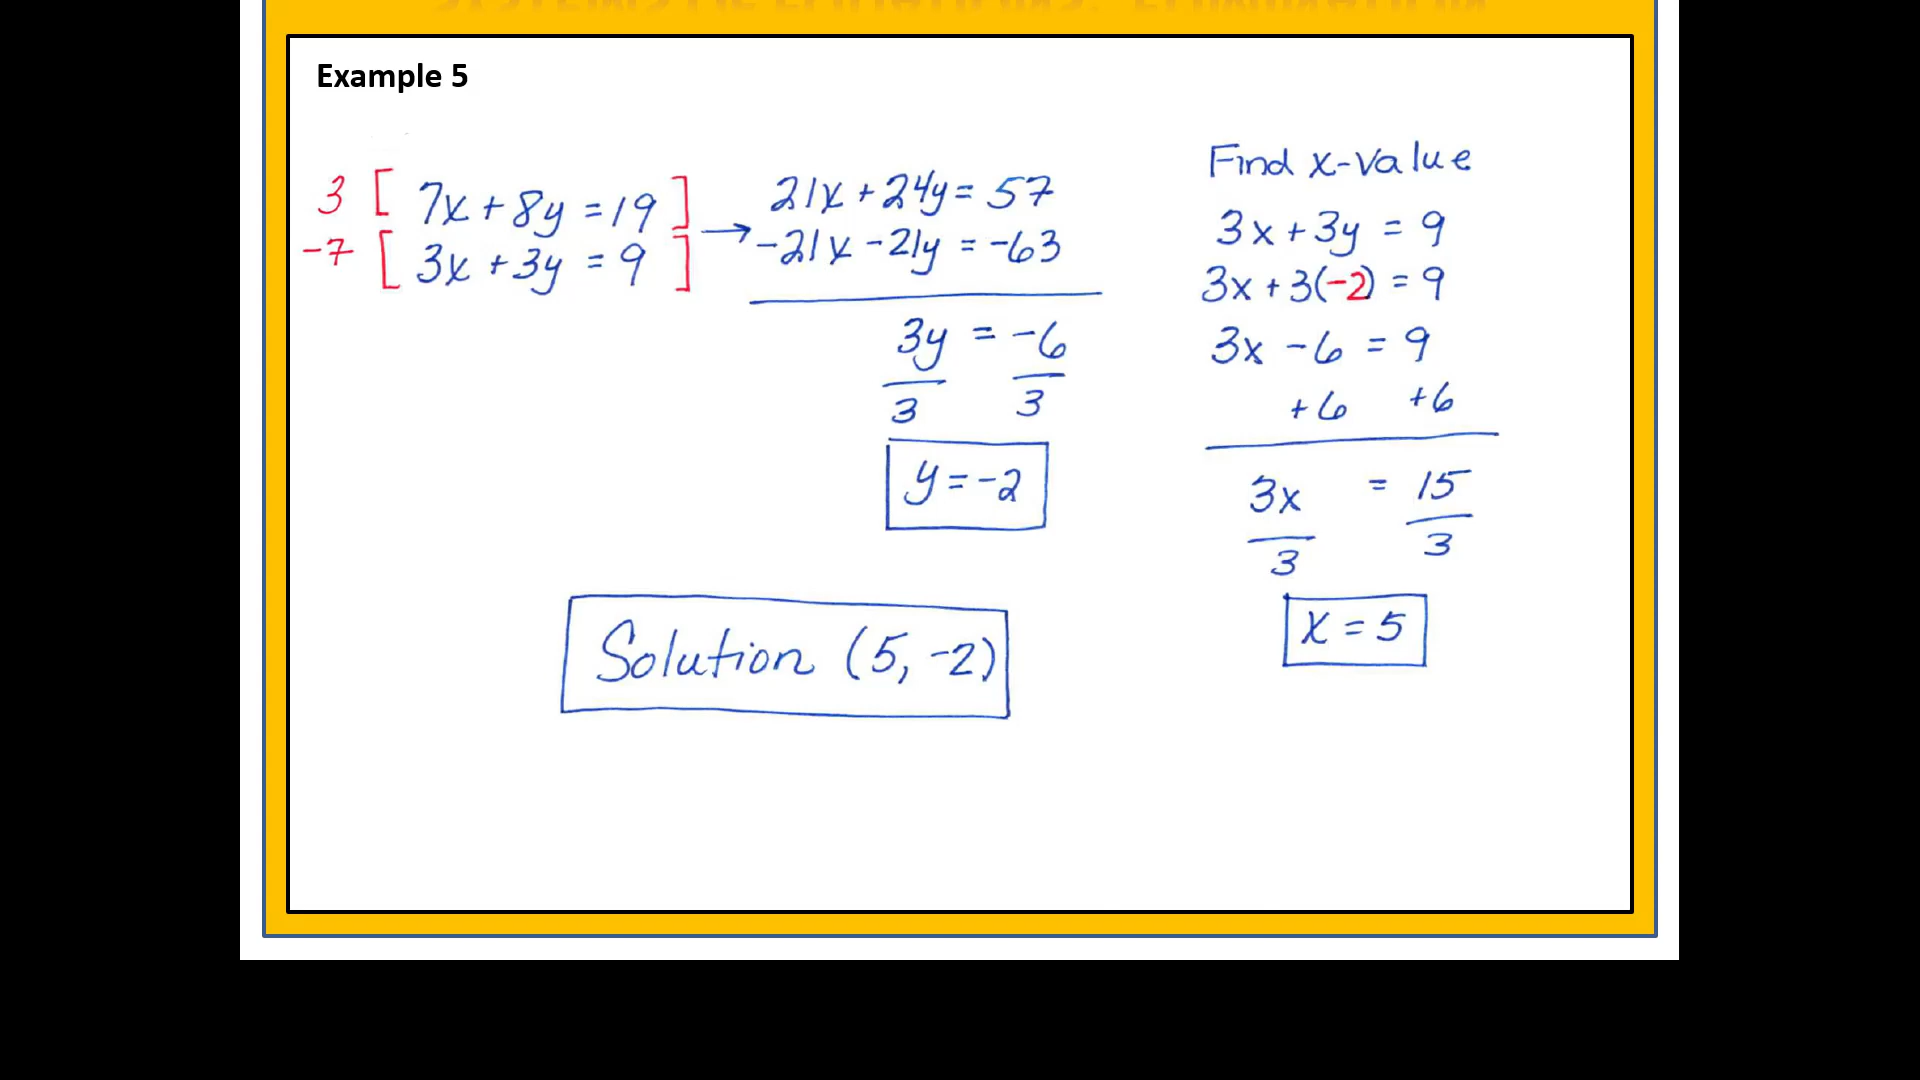 Example 5
3 [ 7x + 8y = 19 ]
-7 [ 3x + 3y = 9 ]
→
21x + 24y = 57
-21x - 21y = -63
3y = -6
3 3
y = -2
Find x-value
3x + 3y = 9
3x + 3(-2) = 9
3x - 6 = 9
+6 +6
3x = 15
3 3
x = 5
Solution (5, -2)